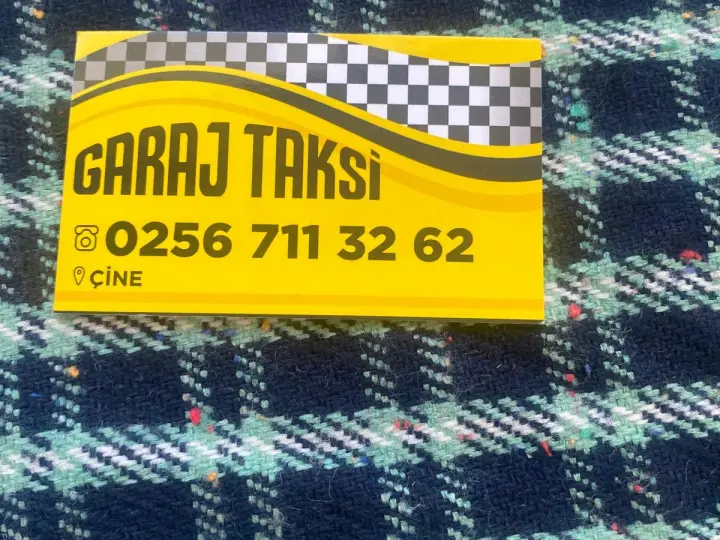 GARAJ TAKSİ
0256 711 32 62
ÇİNE